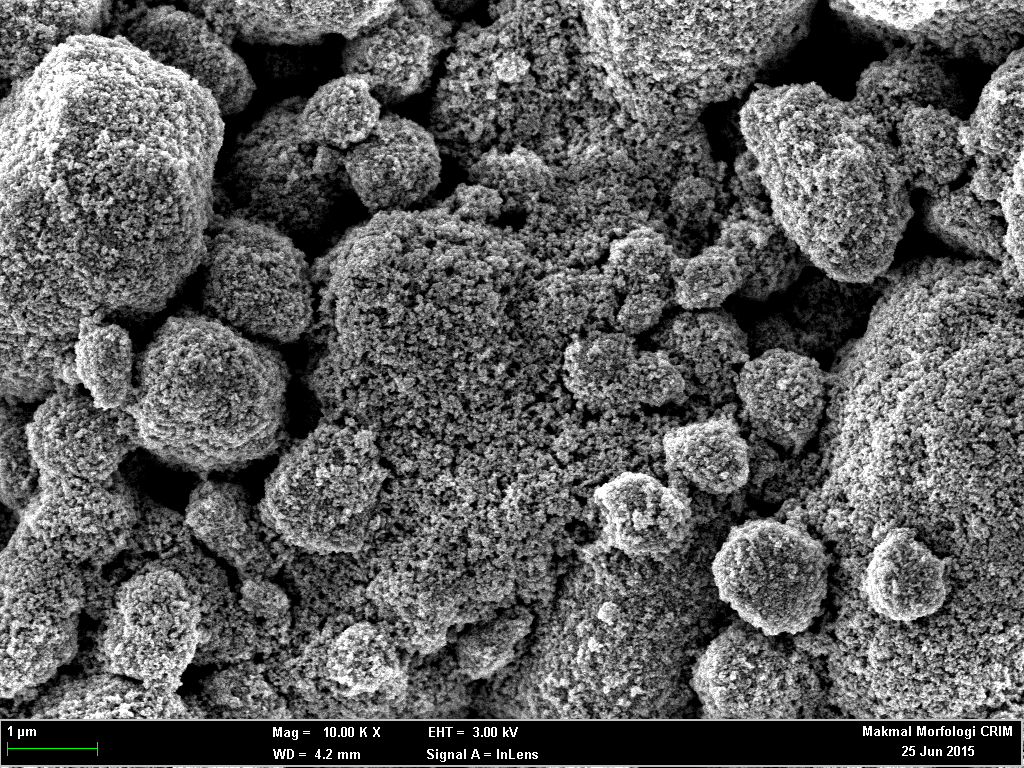 1 µm
Mag = 10.00 K X EHT = 3.00 kV Makmal Morfologi CRIM
WD = 4.2 mm Signal A = InLens 25 Jun 2015